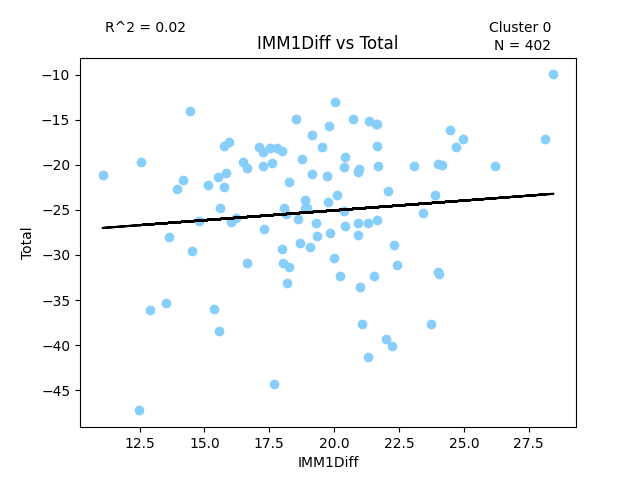 R^2 = 0.02
Cluster 0
N = 402
IMM1Diff vs Total
−10
−15
−20
−25
−30
−35
−40
−45
Total
12.5 15.0 17.5 20.0 22.5 25.0 27.5
IMM1Diff